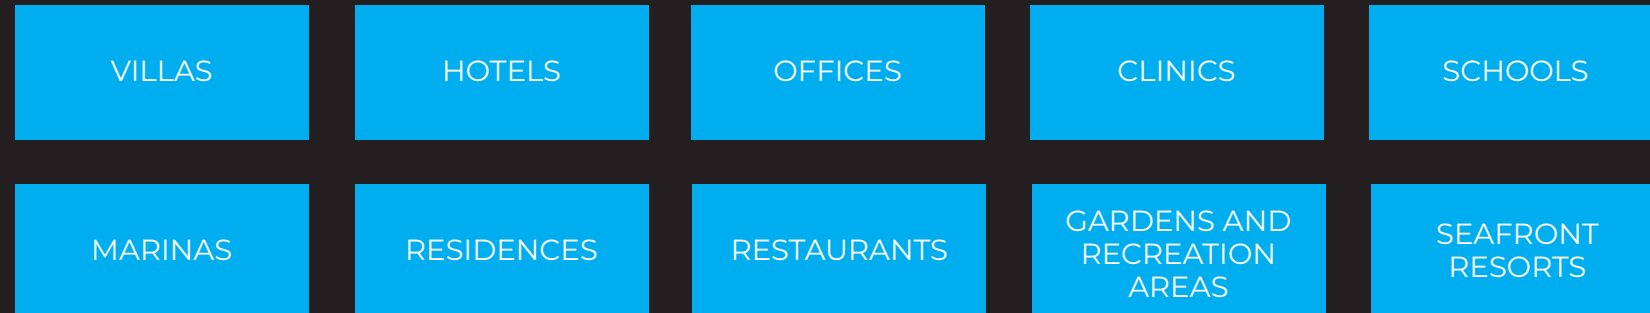 VILLAS
HOTELS
OFFICES
CLINICS
SCHOOLS
MARINAS
RESIDENCES
RESTAURANTS
GARDENS AND
RECREATION
AREAS
SEAFRONT
RESORTS